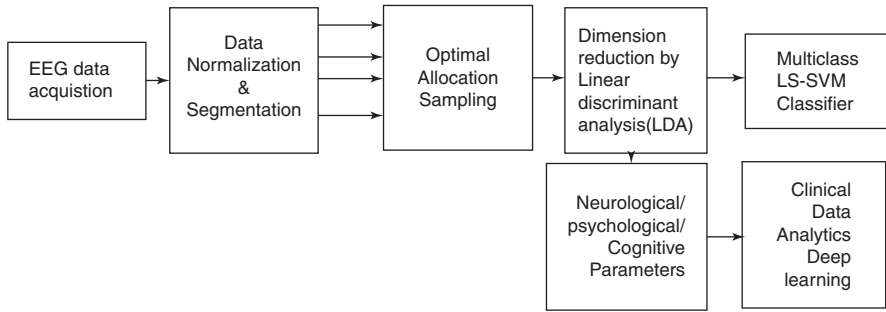 EEG data
acquistion
Data
Normalization
&
Segmentation
Optimal
Allocation
Sampling
Dimension
reduction by
Linear
discriminant
analysis(LDA)
Multiclass
LS-SVM
Classifier
Neurological/
psychological/
Cognitive
Parameters
Clinical
Data
Analytics
Deep
learning